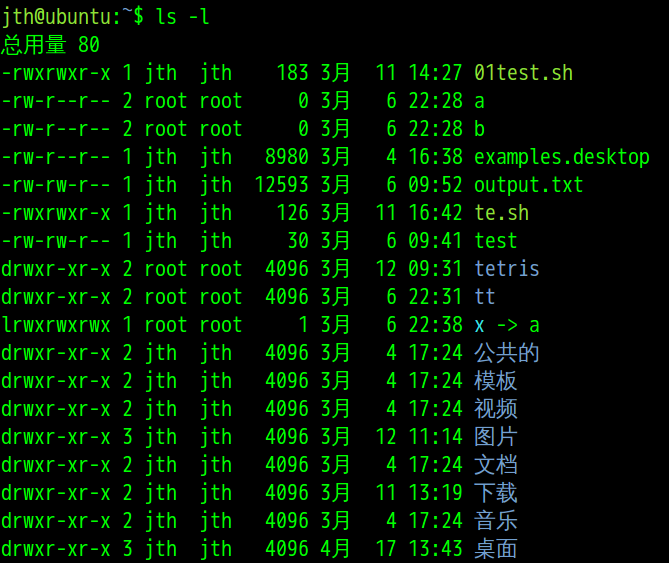 jth@ubuntu:~$ ls -l
总用量 80
-rwxrwxr-x 1 jth  jth    183 3月  11 14:27 01test.sh
-rw-r--r-- 2 root root     0 3月   6 22:28 a
-rw-r--r-- 2 root root     0 3月   6 22:28 b
-rw-r--r-- 1 jth  jth   8980 3月   4 16:38 examples.desktop
-rw-rw-r-- 1 jth  jth  12593 3月   6 09:52 output.txt
-rwxrwxr-x 1 jth  jth    126 3月  11 16:42 te.sh
-rw-rw-r-- 1 jth  jth     30 3月   6 09:41 test
drwxr-xr-x 2 root root  4096 3月  12 09:31 tetris
drwxr-xr-x 2 root root  4096 3月   6 22:31 tt
lrwxrwxrwx 1 root root     1 3月   6 22:38 x -> a
drwxr-xr-x 2 jth  jth   4096 3月   4 17:24 公共的
drwxr-xr-x 2 jth  jth   4096 3月   4 17:24 模板
drwxr-xr-x 2 jth  jth   4096 3月   4 17:24 视频
drwxr-xr-x 3 jth  jth   4096 3月  12 11:14 图片
drwxr-xr-x 2 jth  jth   4096 3月   4 17:24 文档
drwxr-xr-x 2 jth  jth   4096 3月  11 13:19 下载
drwxr-xr-x 2 jth  jth   4096 3月   4 17:24 音乐
drwxr-xr-x 3 jth  jth   4096 4月  17 13:43 桌面